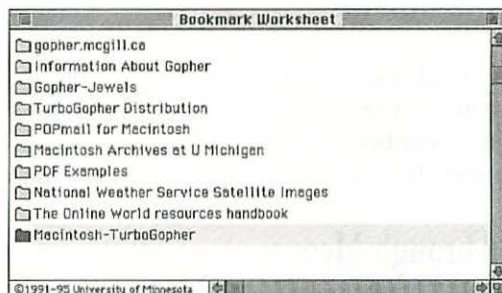 Bookmark Worksheet
gopher.mcgill.ca
Information About Gopher
Gopher-Jewels
TurboGopher Distribution
POPmail for Macintosh
Macintosh Archives at U Michigan
PDF Examples
National Weather Service Satellite Images
The Online World resources handbook
Macintosh-TurboGopher
©1991-95 University of Minnesota